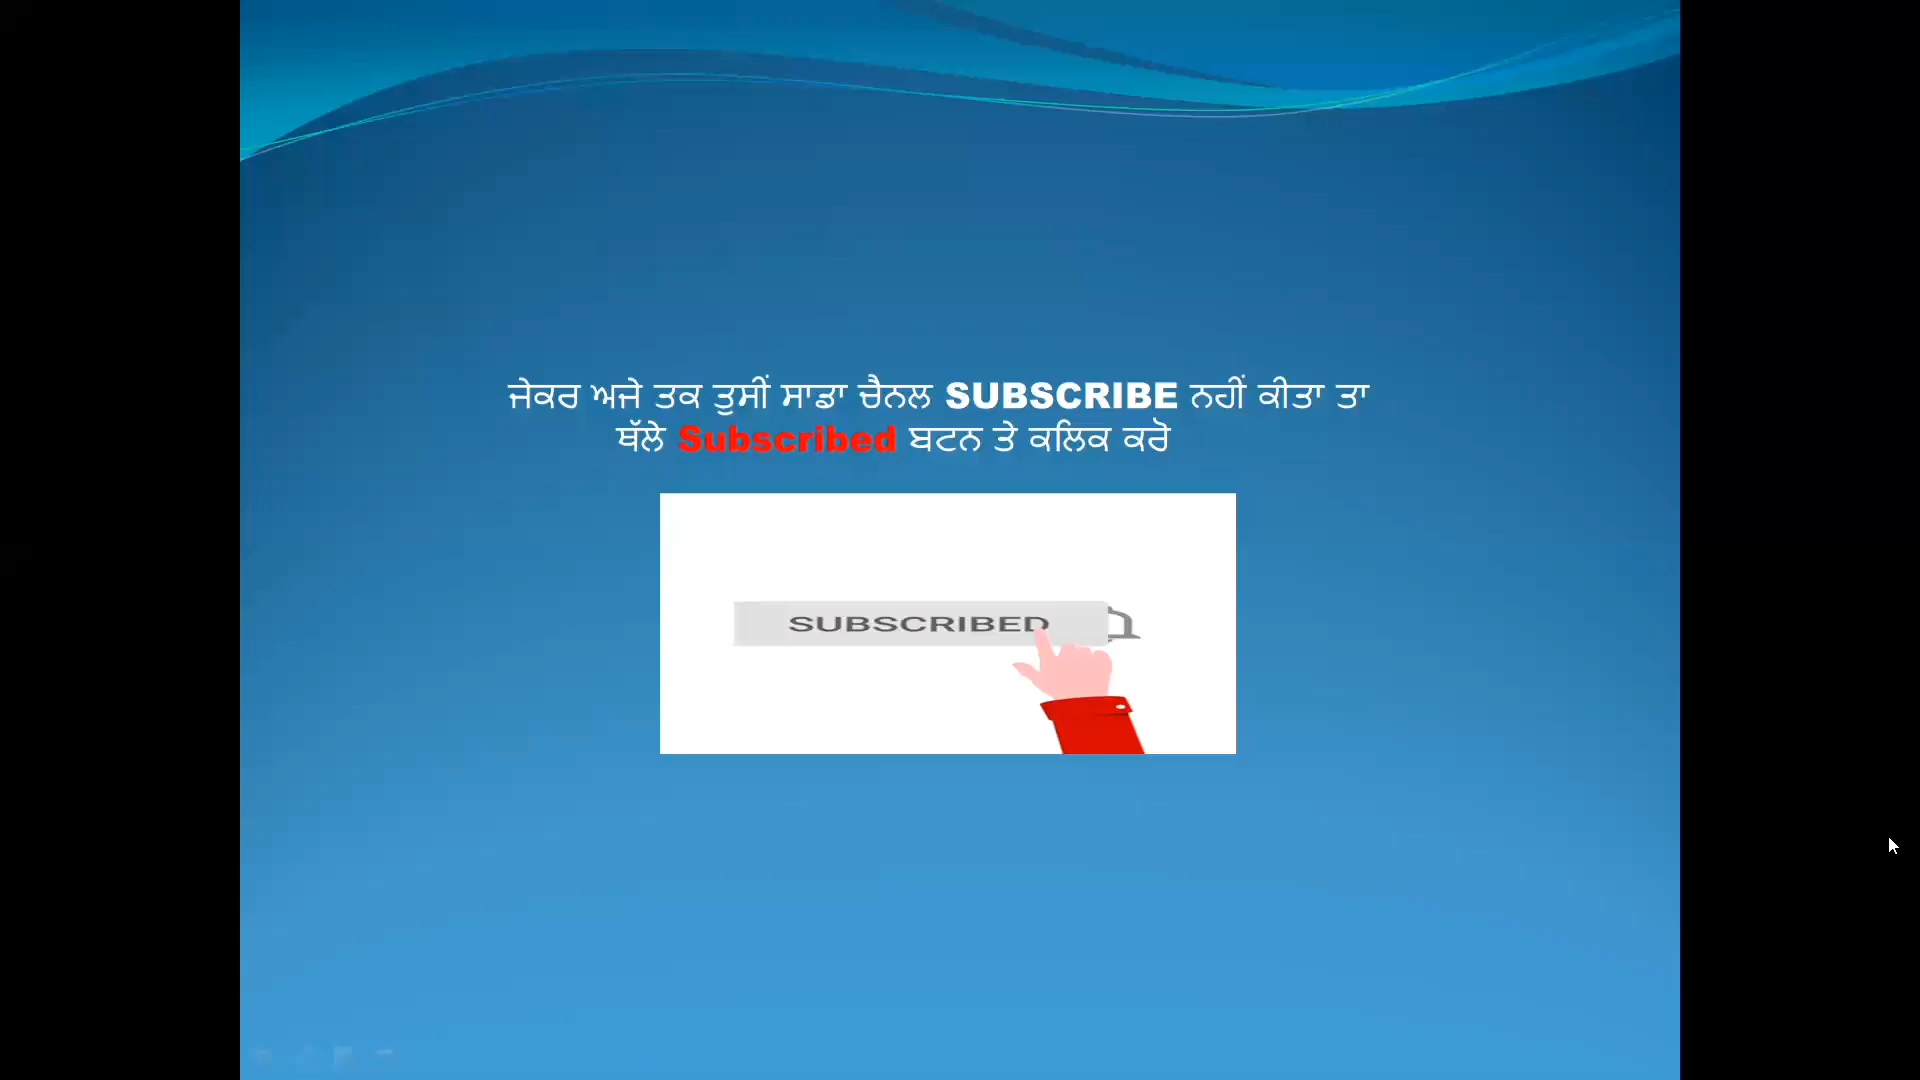 ਜੇਕਰ ਅਜੇ ਤਕ ਤੁਸੀਂ ਸਾਡਾ ਚੈਨਲ SUBSCRIBE ਨਹੀਂ ਕੀਤਾ ਤਾ
ਥੱਲੇ Subscribed ਬਟਨ ਤੇ ਕਲਿਕ ਕਰੋ
SUBSCRIBED